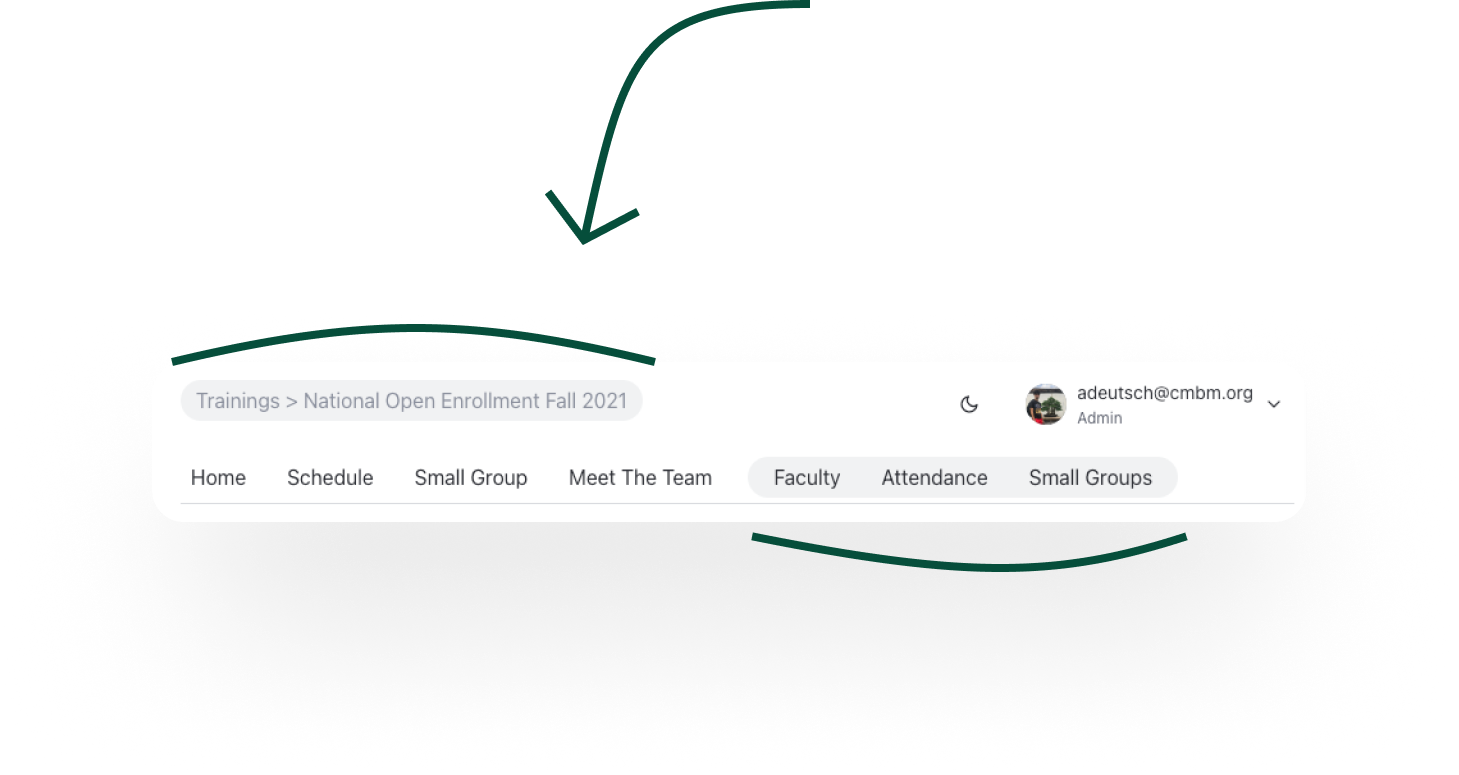 Trainings > National Open Enrollment Fall 2021
adeutsch@cmbm.org
Admin
Home Schedule Small Group Meet The Team Faculty Attendance Small Groups